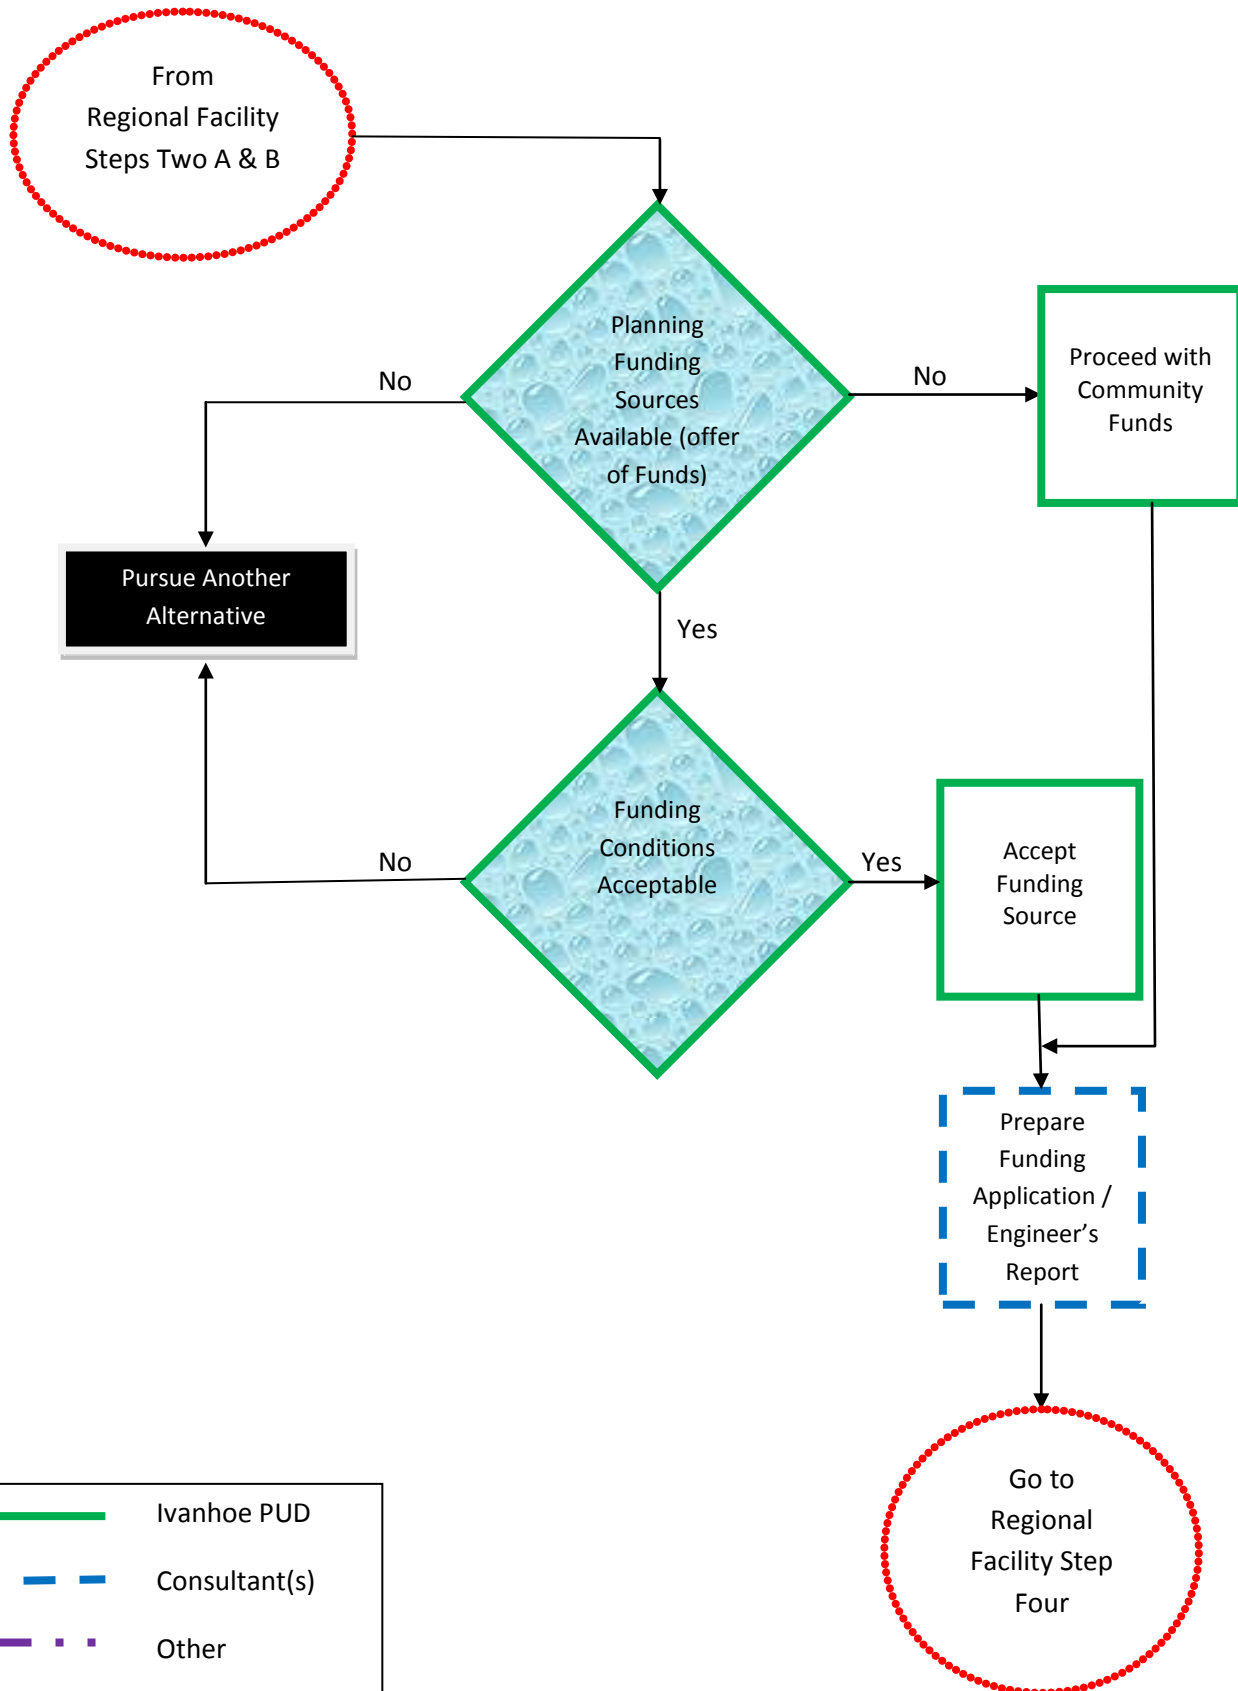 From
Regional Facility
Steps Two A & B
Planning
Funding
Sources
Available (offer
of Funds)
No
No
Proceed with
Community
Funds
Pursue Another
Alternative
Yes
Funding
Conditions
Acceptable
No
Yes
Accept
Funding
Source
Prepare
Funding
Application /
Engineer’s
Report
Go to
Regional
Facility Step
Four
Ivanhoe PUD
Consultant(s)
Other